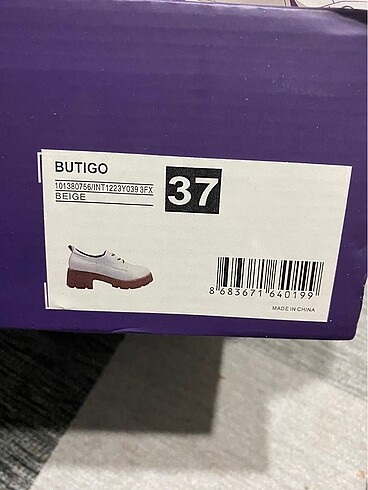 BUTIGO
101380756/INT1223Y039 3FX
BEIGE
37
8 683671 640199
MADE IN CHINA